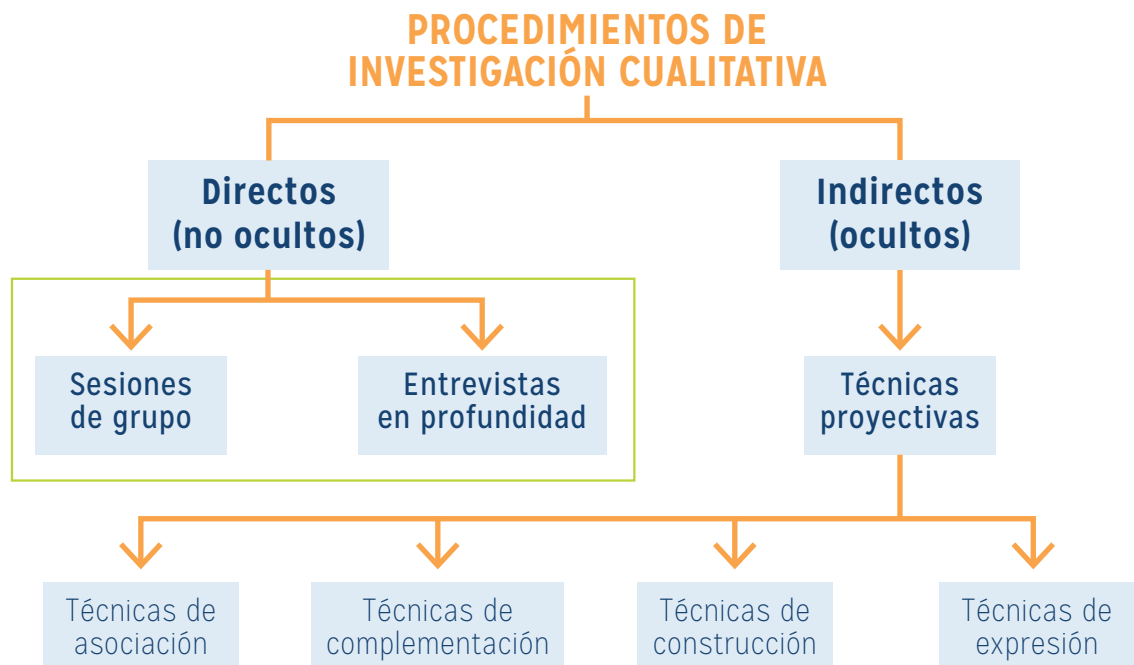 PROCEDIMIENTOS DE
INVESTIGACIÓN CUALITATIVA
Directos
(no ocultos)
Indirectos
(ocultos)
Sesiones
de grupo
Entrevistas
en profundidad
Técnicas
proyectivas
Técnicas de
asociación
Técnicas de
complementación
Técnicas de
construcción
Técnicas de
expresión